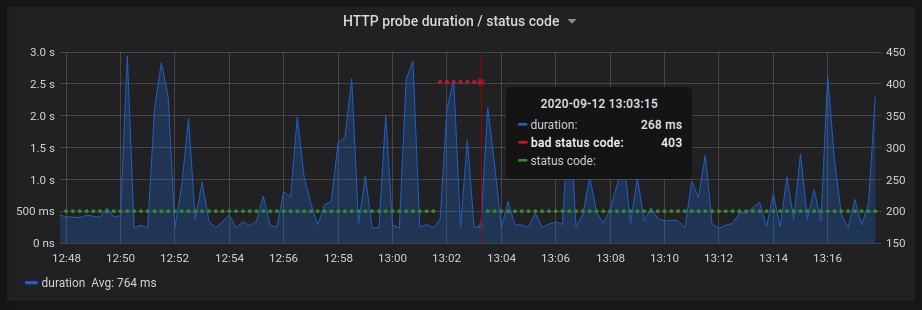 HTTP probe duration / status code
3.0 s
2.5 s
2.0 s
1.5 s
1.0 s
500 ms
0 ns
450
400
350
300
250
200
150
2020-09-12 13:03:15
duration: 268 ms
bad status code: 403
status code:
12:48 12:50 12:52 12:54 12:56 12:58 13:00 13:02 13:04 13:06 13:08 13:10 13:12 13:14 13:16
duration Avg: 764 ms